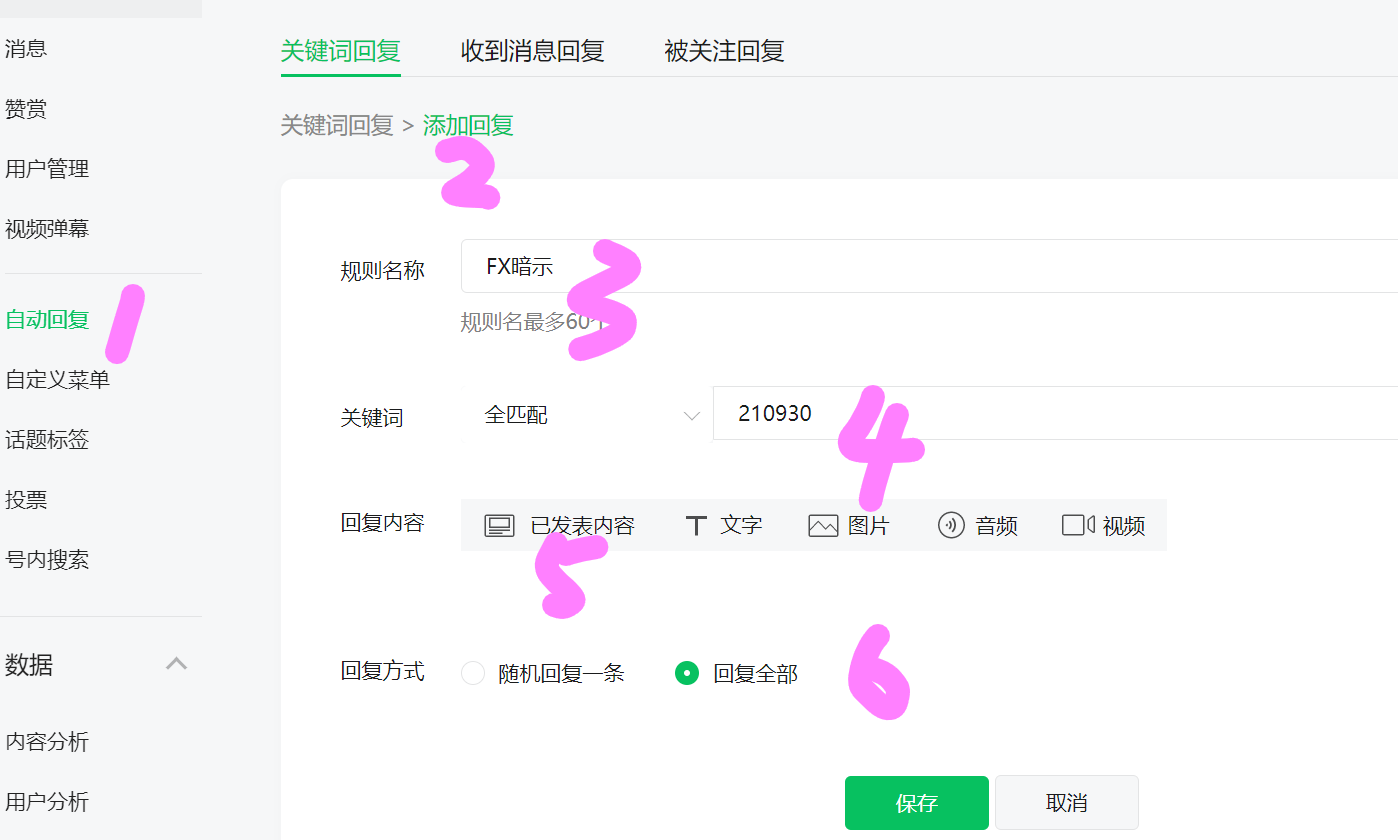 消息
赞赏
用户管理
视频弹幕
自动回复
自定义菜单
话题标签
投票
号内搜索
数据
内容分析
用户分析
关键词回复 收到消息回复 被关注回复
关键词回复 > 添加回复
2
1
规则名称 FX暗示
3
规则名最多60个
关键词 全匹配 210930
4
回复内容 已发表内容 文字 图片 音频 视频
5
回复方式 随机回复一条 回复全部
6
保存 取消